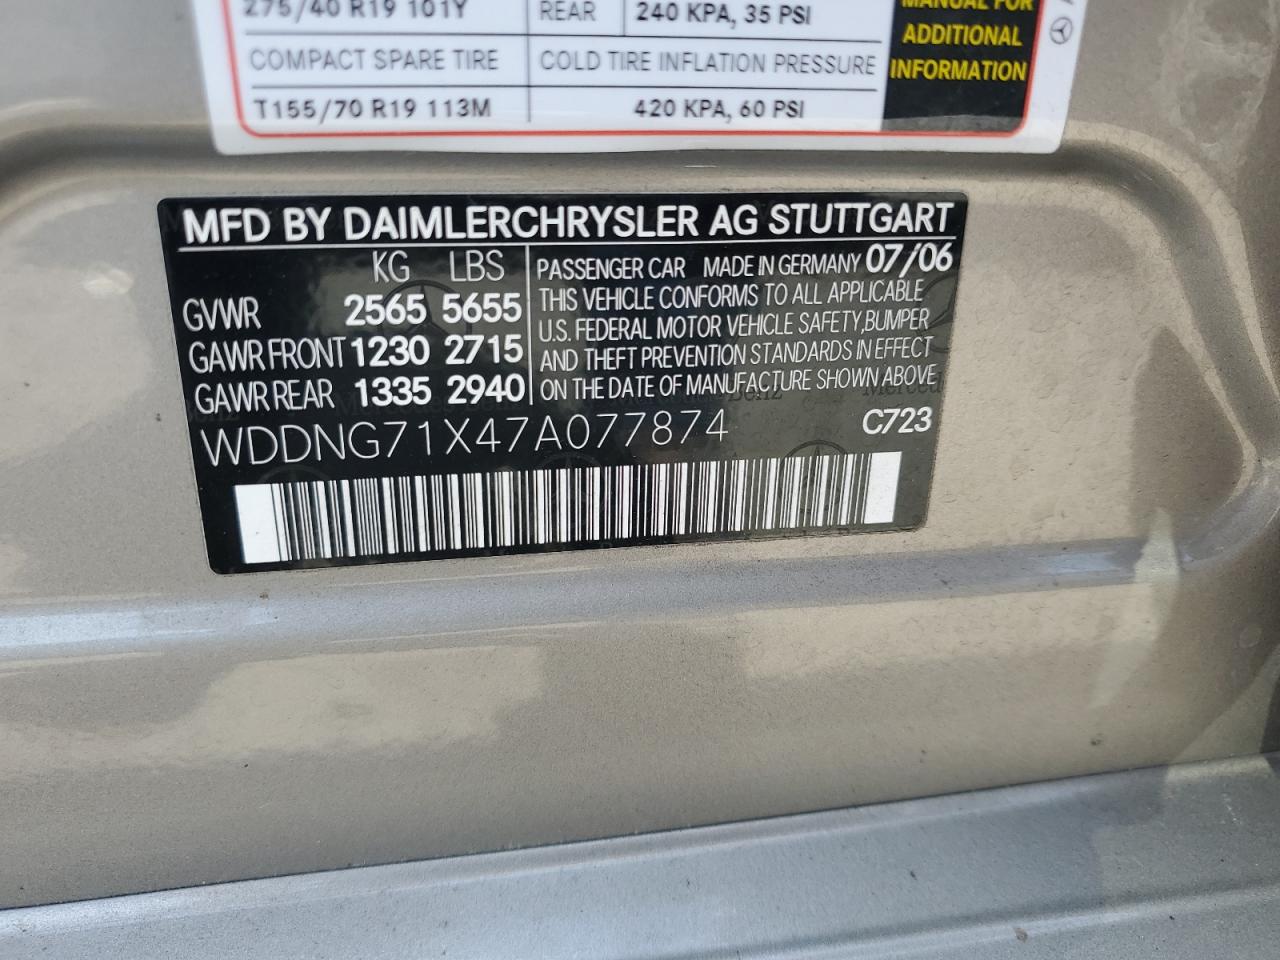 275/40 R19 101Y REAR 240 KPA, 35 PSI
MANUAL FOR
ADDITIONAL
INFORMATION
COMPACT SPARE TIRE COLD TIRE INFLATION PRESSURE
T155/70 R19 113M 420 KPA, 60 PSI
MFD BY DAIMLERCHRYSLER AG STUTTGART
KG LBS
GVWR 2565 5655
GAWR FRONT 1230 2715
GAWR REAR 1335 2940
PASSENGER CAR MADE IN GERMANY 07/06
THIS VEHICLE CONFORMS TO ALL APPLICABLE
U.S. FEDERAL MOTOR VEHICLE SAFETY,BUMPER
AND THEFT PREVENTION STANDARDS IN EFFECT
ON THE DATE OF MANUFACTURE SHOWN ABOVE
WDDNG71X47A077874 C723